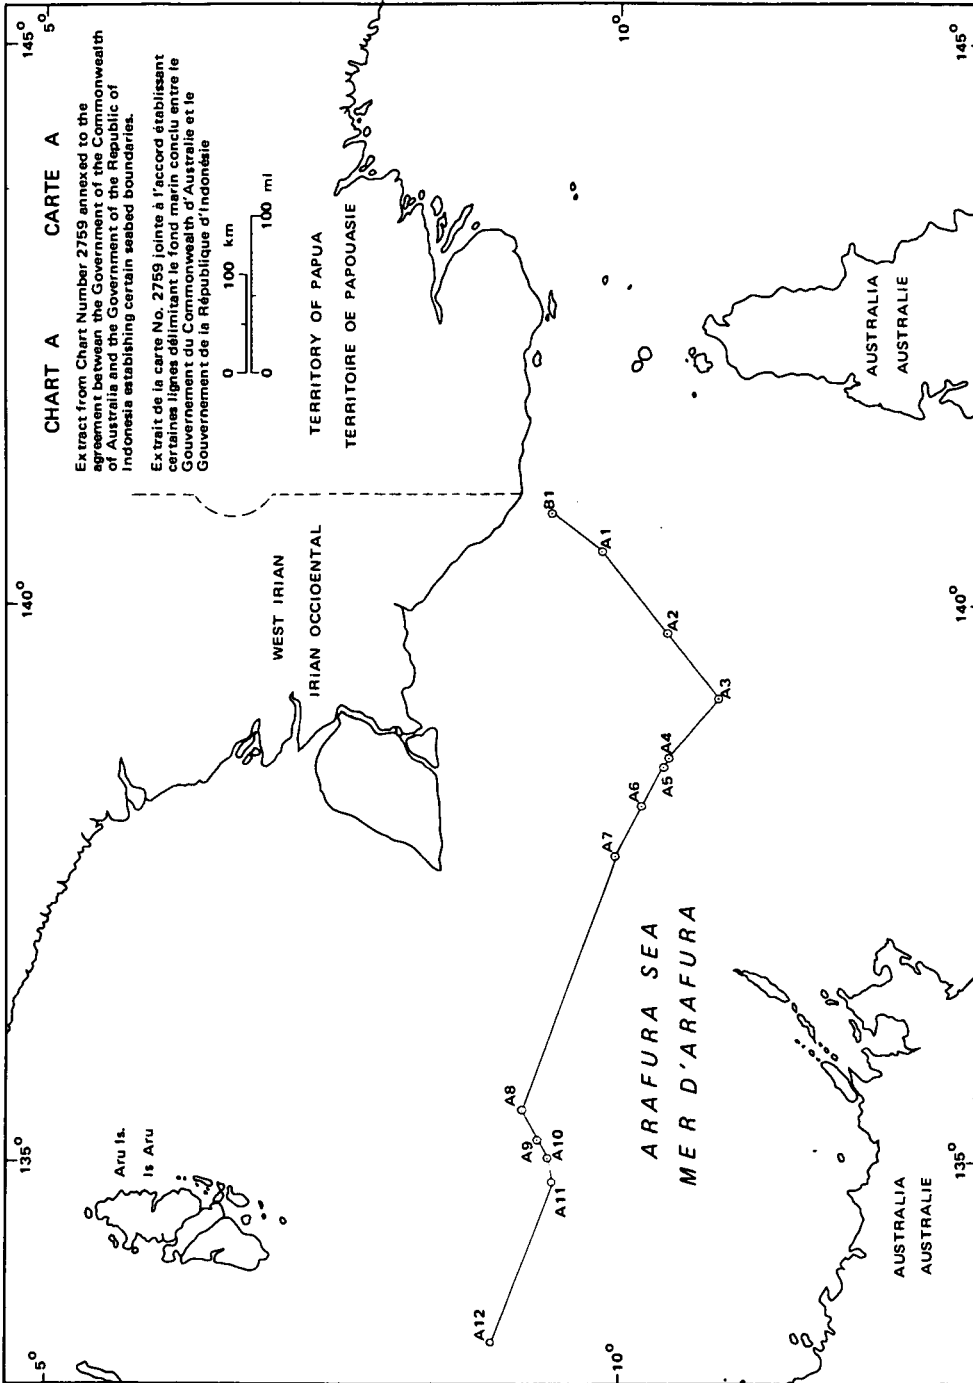 CHART A
CARTE A
Extract from Chart Number 2759 annexed to the
agreement between the Government of the Commonwealth
of Australia and the Government of the Republic of
Indonesia establishing certain seabed boundaries.
Extrait de la carte No. 2759 jointe à l'accord établissant
certaines lignes délimitant le fond marin conclu entre le
Gouvernement du Commonwealth d'Australie et le
Gouvernement de la République d'Indonésie
0 100 km
0 100 ml
5°
135°
140°
145°
5°
10°
10°
135°
140°
145°
Aru Is.
Is Aru
WEST IRIAN
IRIAN OCCIDENTAL
TERRITORY OF PAPUA
TERRITOIRE DE PAPOUASIE
A12
A11
A10
A9
A8
A7
A6
A5
A4
A3
A2
A1
B1
ARAFURA SEA
MER D'ARAFURA
AUSTRALIA
AUSTRALIE
AUSTRALIA
AUSTRALIE